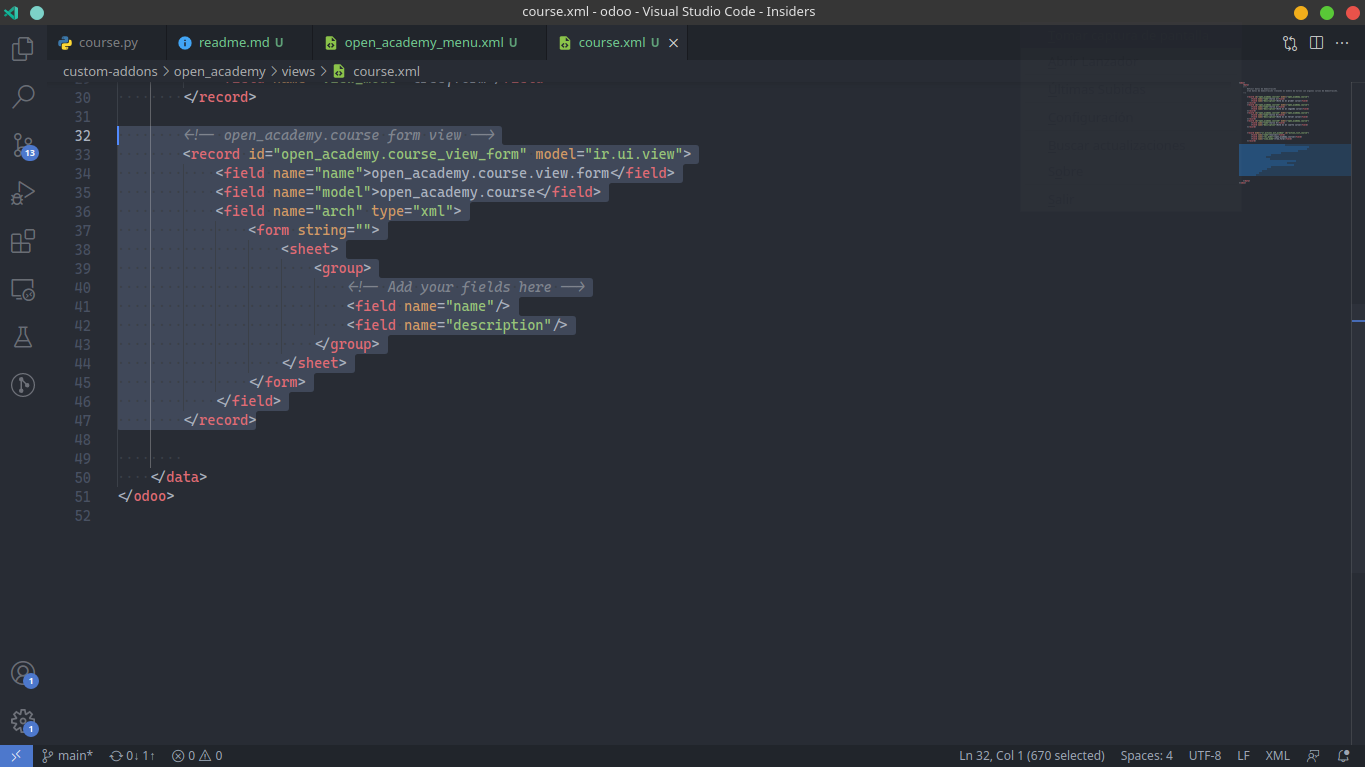 course.xml - odoo - Visual Studio Code - Insiders
course.py readme.md U open_academy_menu.xml U course.xml U
custom-addons > open_academy > views > course.xml
30 </record>
31
32 <!-- open_academy.course form view -->
33 <record id="open_academy.course_view_form" model="ir.ui.view">
34 <field name="name">open_academy.course.view.form</field>
35 <field name="model">open_academy.course</field>
36 <field name="arch" type="xml">
37 <form string="">
38 <sheet>
39 <group>
40 <!-- Add your fields here -->
41 <field name="name"/>
42 <field name="description"/>
43 </group>
44 </sheet>
45 </form>
46 </field>
47 </record>
48
49
50 </data>
51 </odoo>
52
13
1
1
main* 0↓ 1↑ 0 0 Ln 32, Col 1 (670 selected) Spaces: 4 UTF-8 LF XML